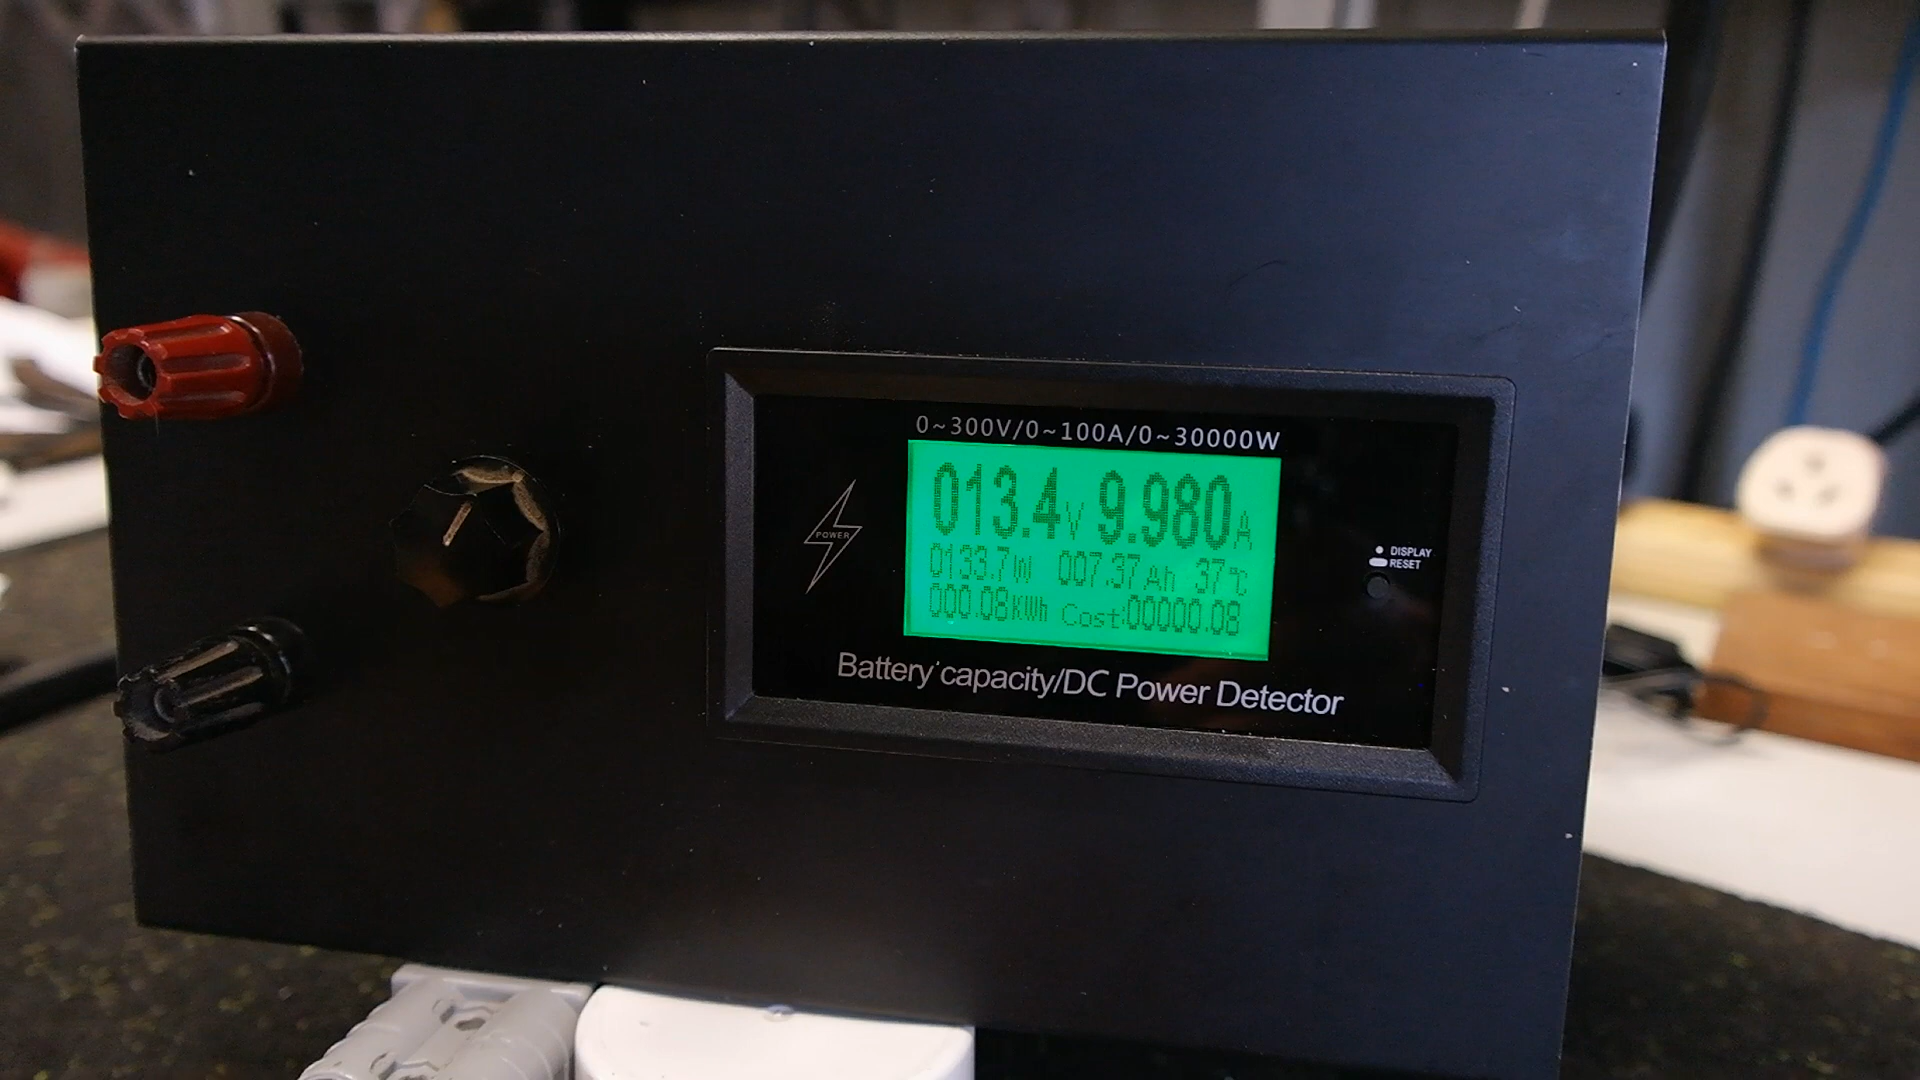 0~300V/0~100A/0~30000W
013.4V 9.980A
0133.7W 007.37Ah 37℃
000.08KWh Cost:00000.08
POWER
DISPLAY
RESET
Battery capacity/DC Power Detector